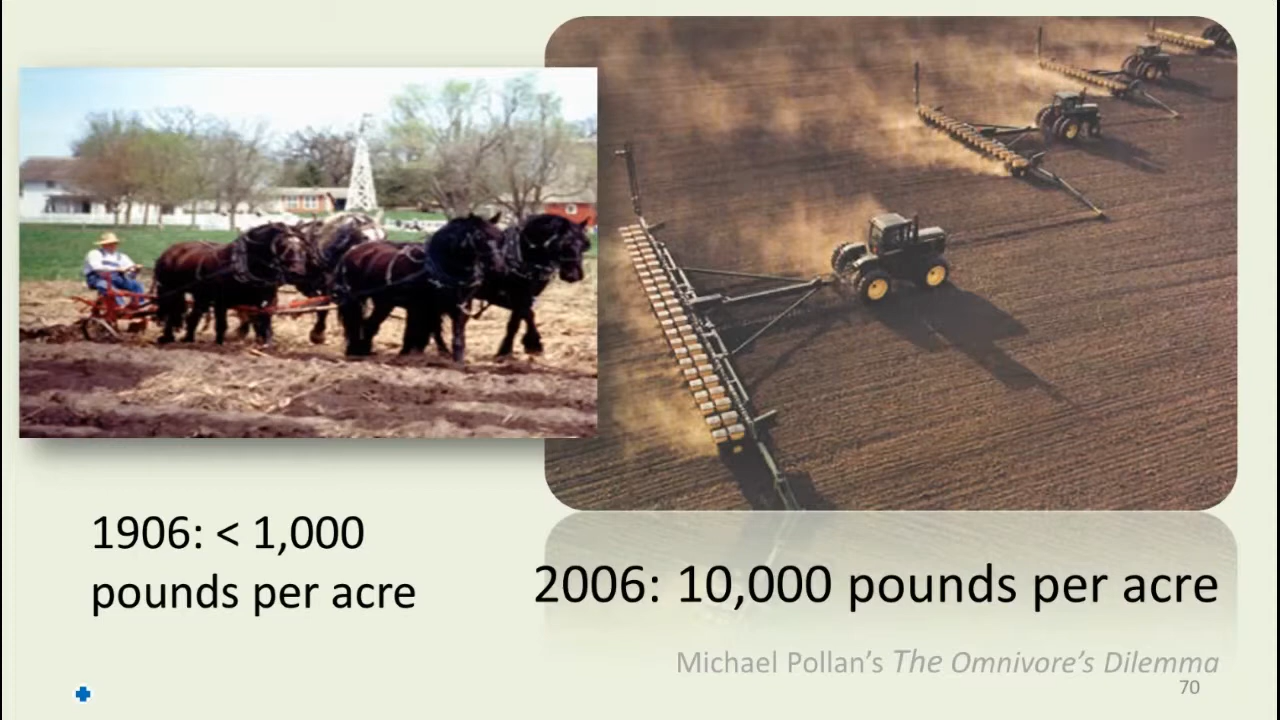 1906: < 1,000
pounds per acre
2006: 10,000 pounds per acre
Michael Pollan’s The Omnivore’s Dilemma
70